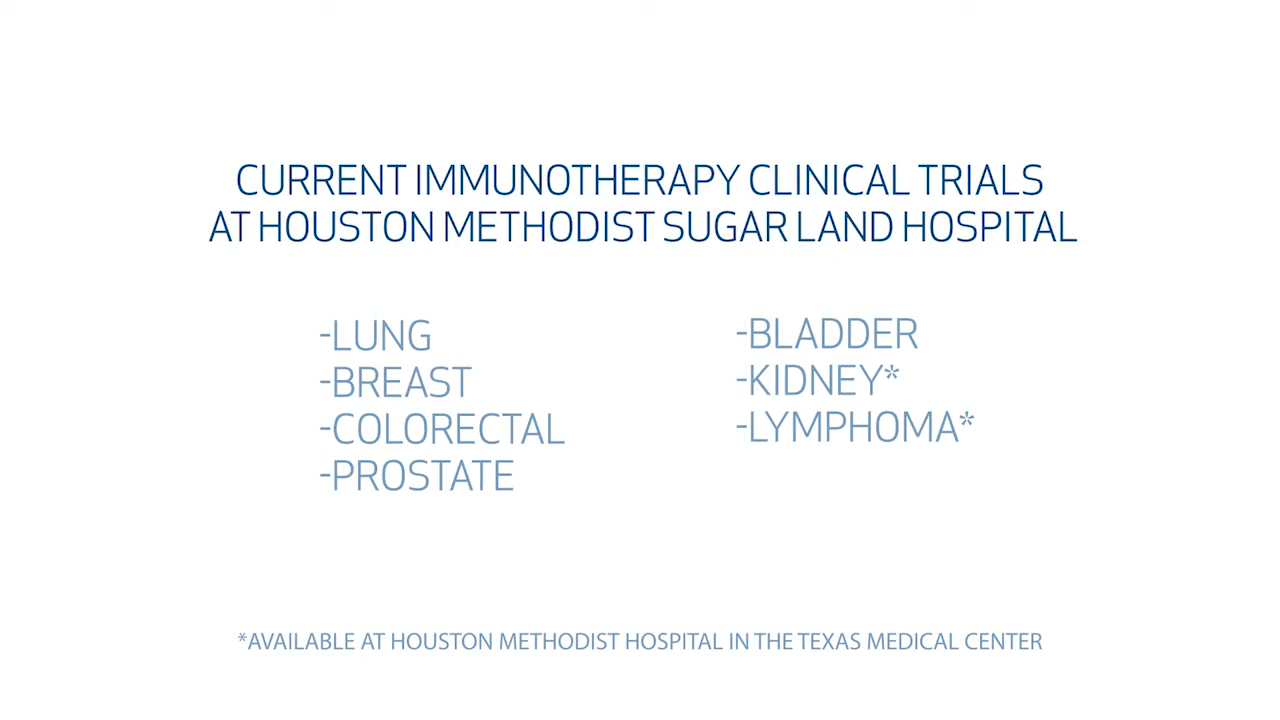 CURRENT IMMUNOTHERAPY CLINICAL TRIALS
AT HOUSTON METHODIST SUGAR LAND HOSPITAL
-LUNG
-BREAST
-COLORECTAL
-PROSTATE
-BLADDER
-KIDNEY*
-LYMPHOMA*
*AVAILABLE AT HOUSTON METHODIST HOSPITAL IN THE TEXAS MEDICAL CENTER